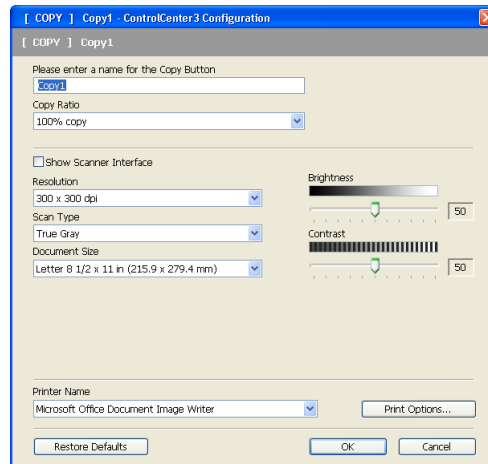 [ COPY ] Copy1 - ControlCenter3 Configuration
[ COPY ] Copy1
Please enter a name for the Copy Button
Copy1
Copy Ratio
100% copy
Show Scanner Interface
Resolution
300 x 300 dpi
Scan Type
True Gray
Document Size
Letter 8 1/2 x 11 in (215.9 x 279.4 mm)
Brightness
50
Contrast
50
Printer Name
Microsoft Office Document Image Writer
Print Options...
Restore Defaults
OK
Cancel